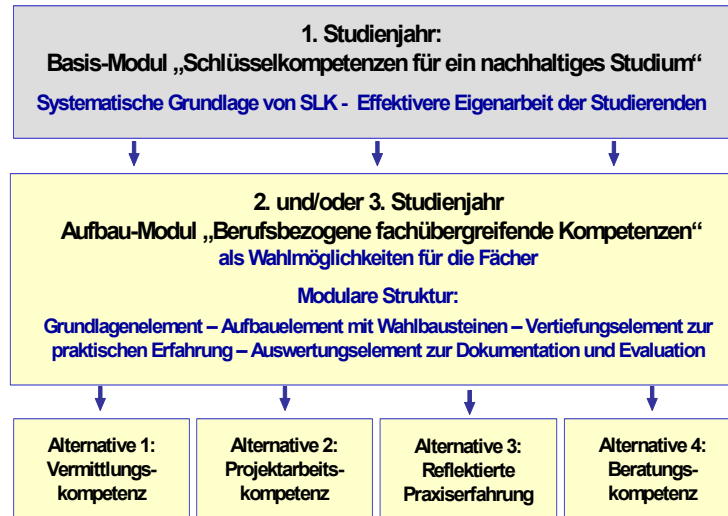 1. Studienjahr:
Basis-Modul „Schlüsselkompetenzen für ein nachhaltiges Studium“
Systematische Grundlage von SLK - Effektivere Eigenarbeit der Studierenden
2. und/oder 3. Studienjahr
Aufbau-Modul „Berufsbezogene fachübergreifende Kompetenzen“
als Wahlmöglichkeiten für die Fächer
Modulare Struktur:
Grundlagenelement – Aufbauelement mit Wahlbausteinen – Vertiefungselement zur
praktischen Erfahrung – Auswertungselement zur Dokumentation und Evaluation
Alternative 1:
Vermittlungs-
kompetenz
Alternative 2:
Projektarbeits-
kompetenz
Alternative 3:
Reflektierte
Praxiserfahrung
Alternative 4:
Beratungs-
kompetenz